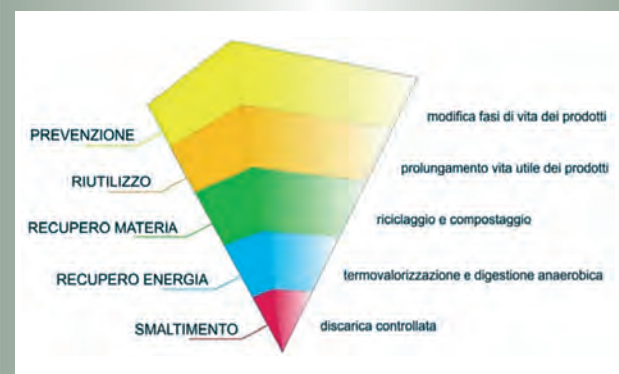 PREVENZIONE
modifica fasi di vita dei prodotti
RIUTILIZZO
prolungamento vita utile dei prodotti
RECUPERO MATERIA
riciclaggio e compostaggio
RECUPERO ENERGIA
termovalorizzazione e digestione anaerobica
SMALTIMENTO
discarica controllata